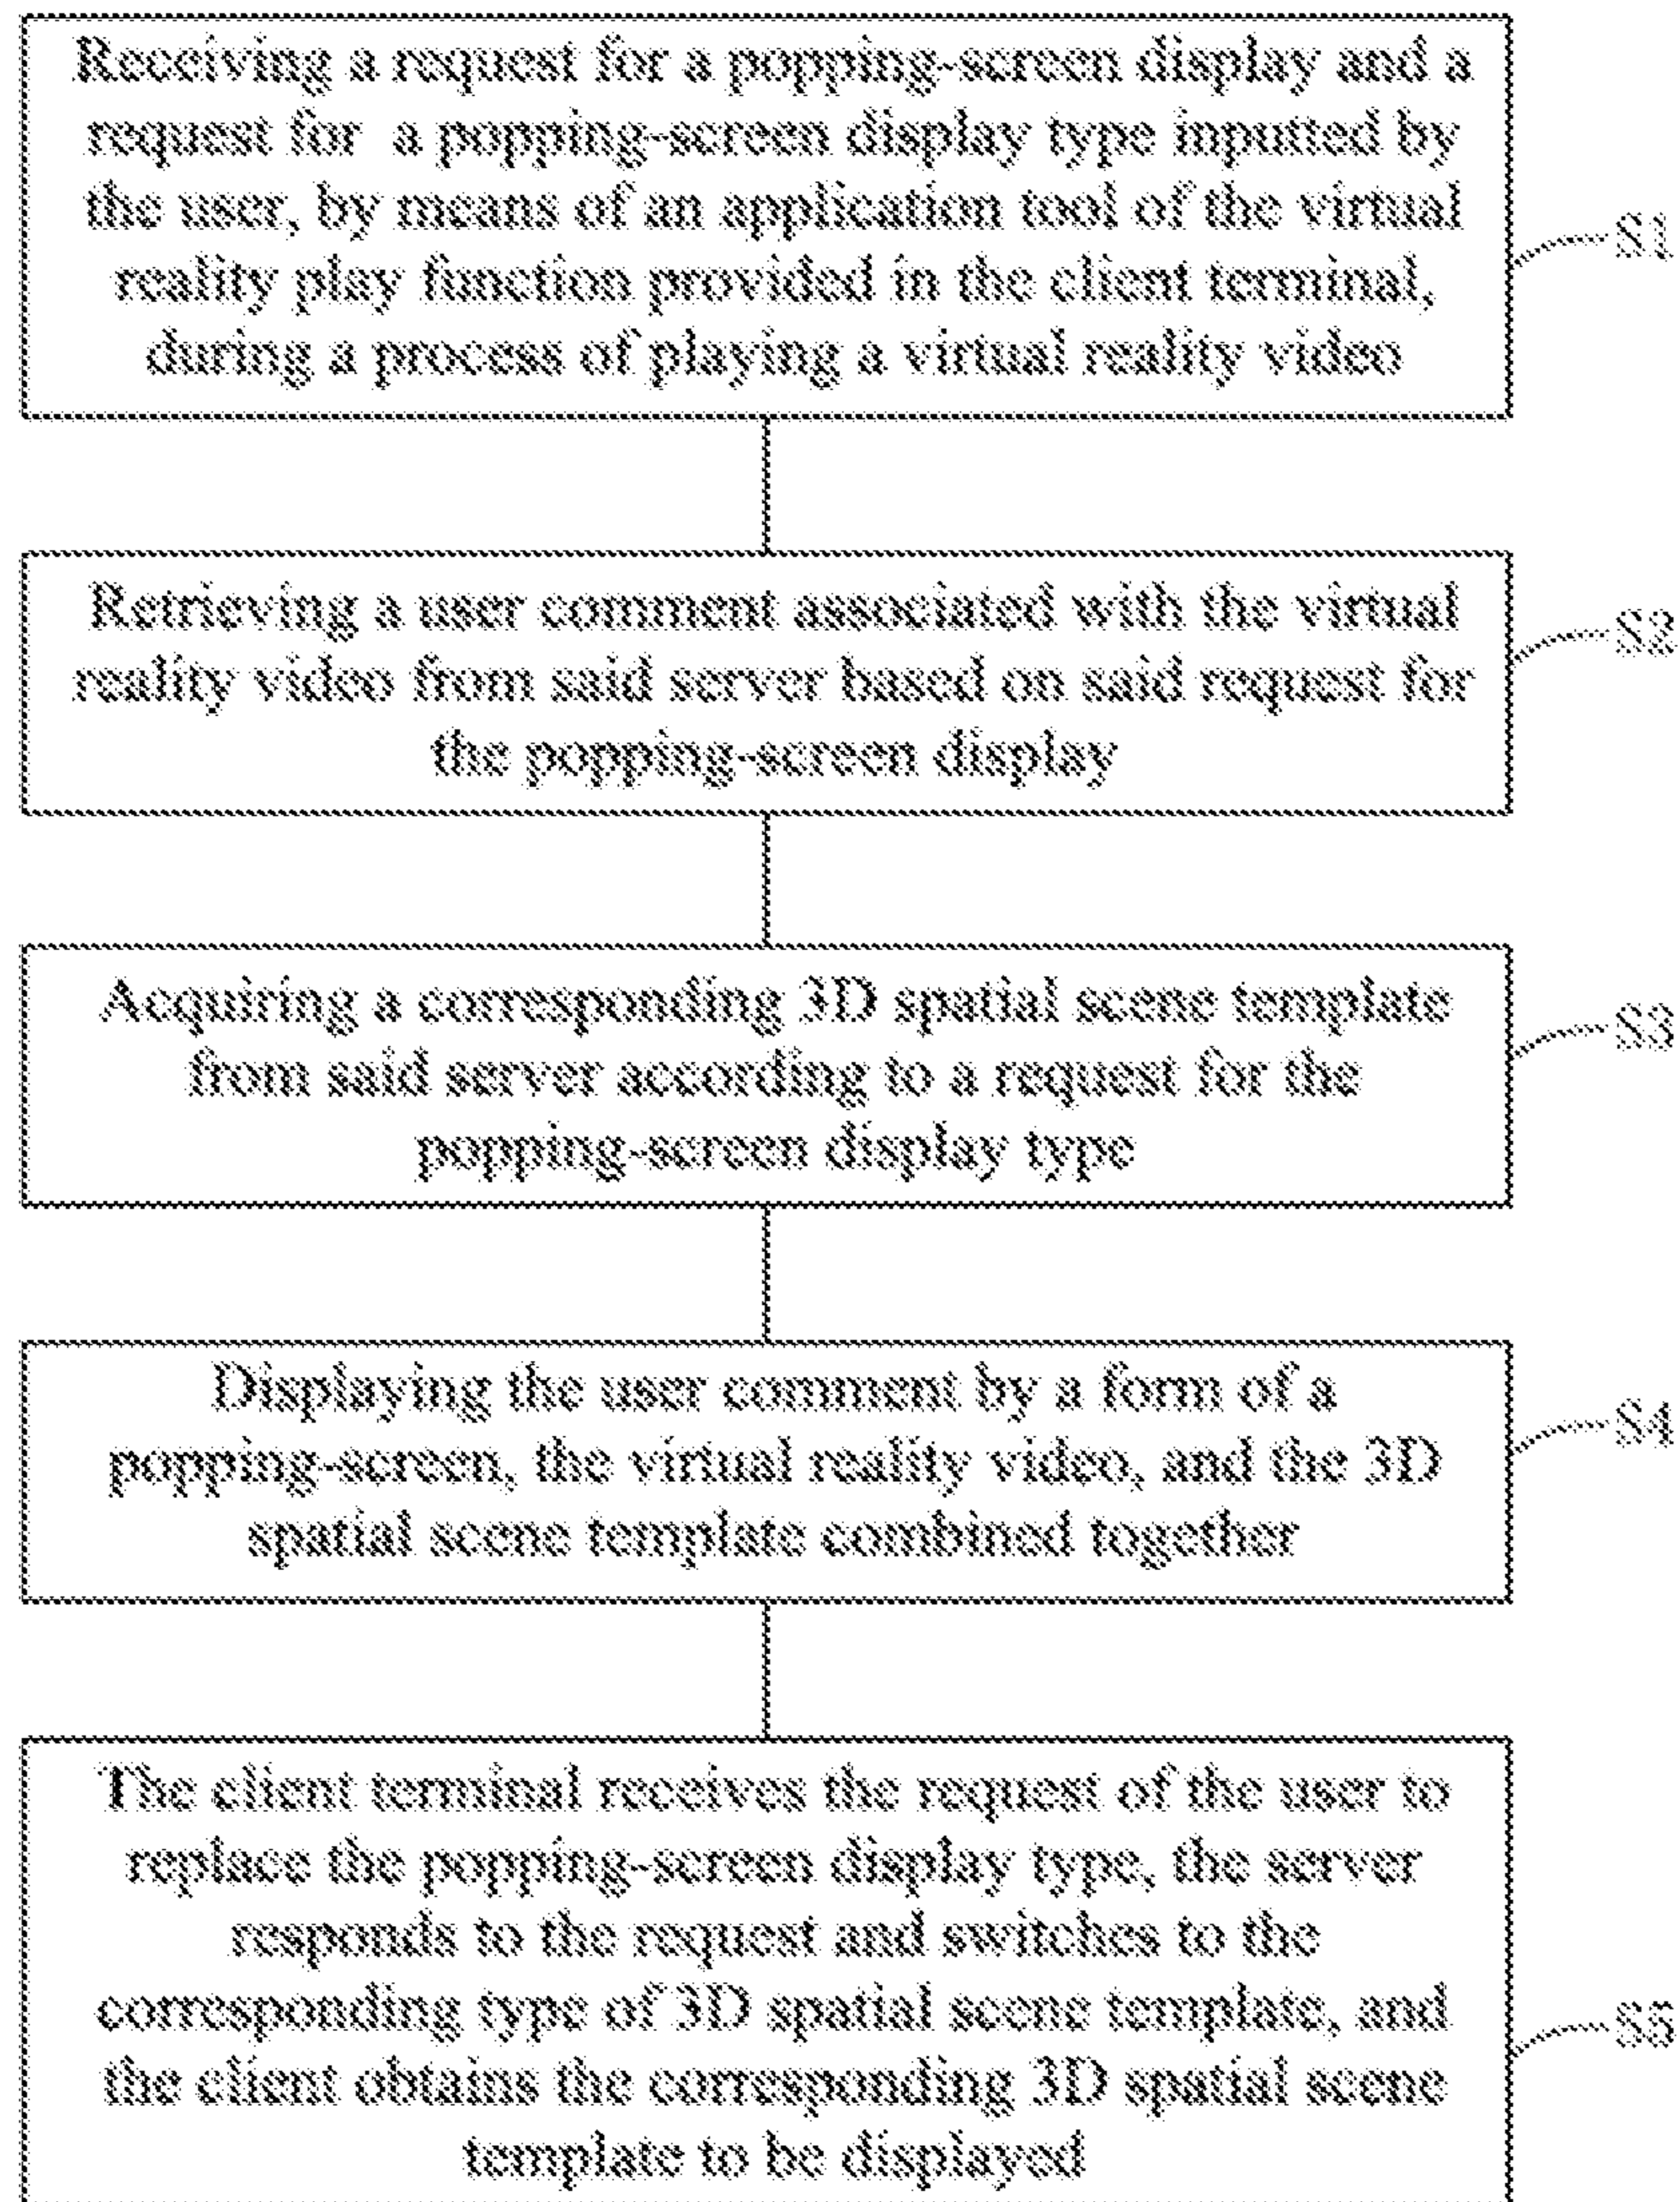 Receiving a request for a popping-screen display and a
request for a popping-screen display type inputted by
the user, by means of an application tool of the virtual
reality play function provided in the client terminal,
during a process of playing a virtual reality video
S1
Retrieving a user comment associated with the virtual
reality video from said server based on said request for
the popping-screen display
S2
Acquiring a corresponding 3D spatial scene template
from said server according to a request for the
popping-screen display type
S3
Displaying the user comment by a form of a
popping-screen, the virtual reality video, and the 3D
spatial scene template combined together
S4
The client terminal receives the request of the user to
replace the popping-screen display type, the server
responds to the request and switches to the
corresponding type of 3D spatial scene template, and
the client obtains the corresponding 3D spatial scene
template to be displayed
S5